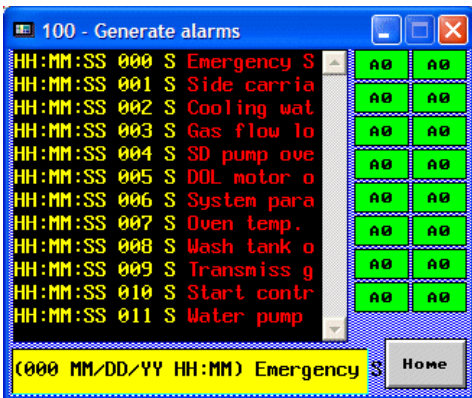 100 - Generate alarms
HH:MM:SS 000 S Emergency S
HH:MM:SS 001 S Side carria
HH:MM:SS 002 S Cooling wat
HH:MM:SS 003 S Gas flow lo
HH:MM:SS 004 S SD pump ove
HH:MM:SS 005 S DOL motor o
HH:MM:SS 006 S System para
HH:MM:SS 007 S Oven temp.
HH:MM:SS 008 S Wash tank o
HH:MM:SS 009 S Transmiss g
HH:MM:SS 010 S Start contr
HH:MM:SS 011 S Water pump
A0 A0
A0 A0
A0 A0
A0 A0
A0 A0
A0 A0
A0 A0
A0 A0
(000 MM/DD/YY HH:MM) Emergency S
Home